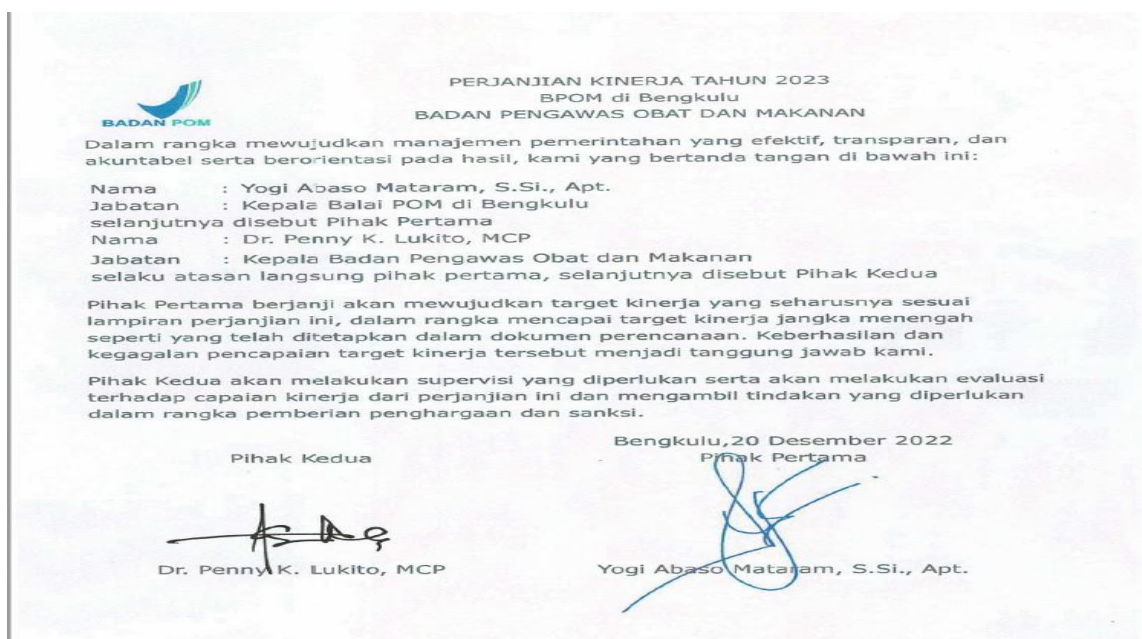 PERJANJIAN KINERJA TAHUN 2023
BPOM di Bengkulu
BADAN PENGAWAS OBAT DAN MAKANAN
BADAN POM
Dalam rangka mewujudkan manajemen pemerintahan yang efektif, transparan, dan
akuntabel serta berorientasi pada hasil, kami yang bertanda tangan di bawah ini:
Nama : Yogi Abaso Mataram, S.Si., Apt.
Jabatan : Kepala Balai POM di Bengkulu
selanjutnya disebut Pihak Pertama
Nama : Dr. Penny K. Lukito, MCP
Jabatan : Kepala Badan Pengawas Obat dan Makanan
selaku atasan langsung pihak pertama, selanjutnya disebut Pihak Kedua
Pihak Pertama berjanji akan mewujudkan target kinerja yang seharusnya sesuai
lampiran perjanjian ini, dalam rangka mencapai target kinerja jangka menengah
seperti yang telah ditetapkan dalam dokumen perencanaan. Keberhasilan dan
kegagalan pencapaian target kinerja tersebut menjadi tanggung jawab kami.
Pihak Kedua akan melakukan supervisi yang diperlukan serta akan melakukan evaluasi
terhadap capaian kinerja dari perjanjian ini dan mengambil tindakan yang diperlukan
dalam rangka pemberian penghargaan dan sanksi.
Bengkulu,20 Desember 2022
Pihak Kedua
Pihak Pertama
Dr. Penny K. Lukito, MCP
Yogi Abaso Mataram, S.Si., Apt.